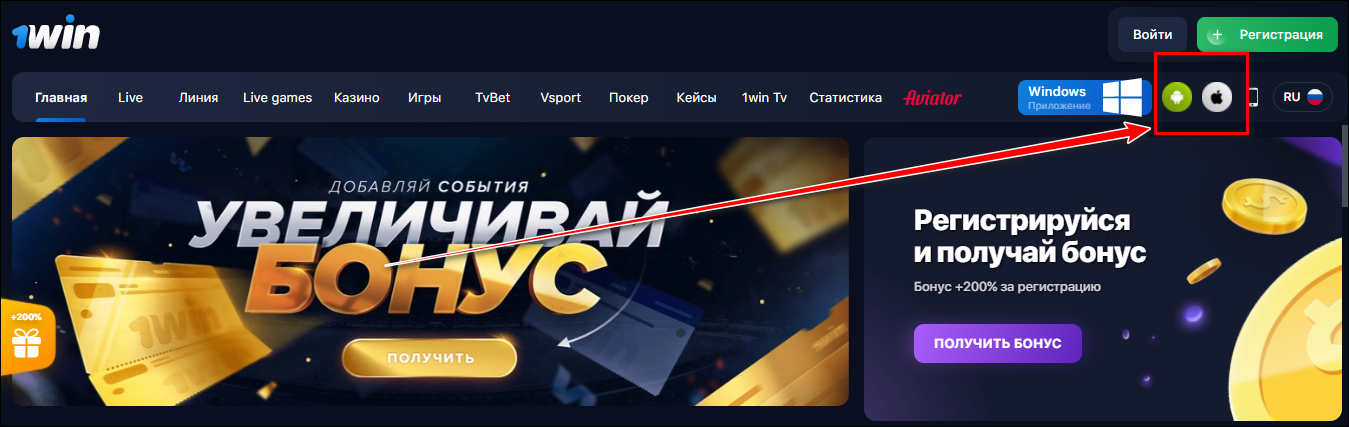 1win
Войти
+ Регистрация
Главная
Live
Линия
Live games
Казино
Игры
TvBet
Vsport
Покер
Кейсы
1win Tv
Статистика
Aviator
Windows
Приложение
RU
ДОБАВЛЯЙ СОБЫТИЯ
УВЕЛИЧИВАЙ
БОНУС
ПОЛУЧИТЬ
1win
+200%
Регистрируйся
и получай бонус
Бонус +200% за регистрацию
ПОЛУЧИТЬ БОНУС